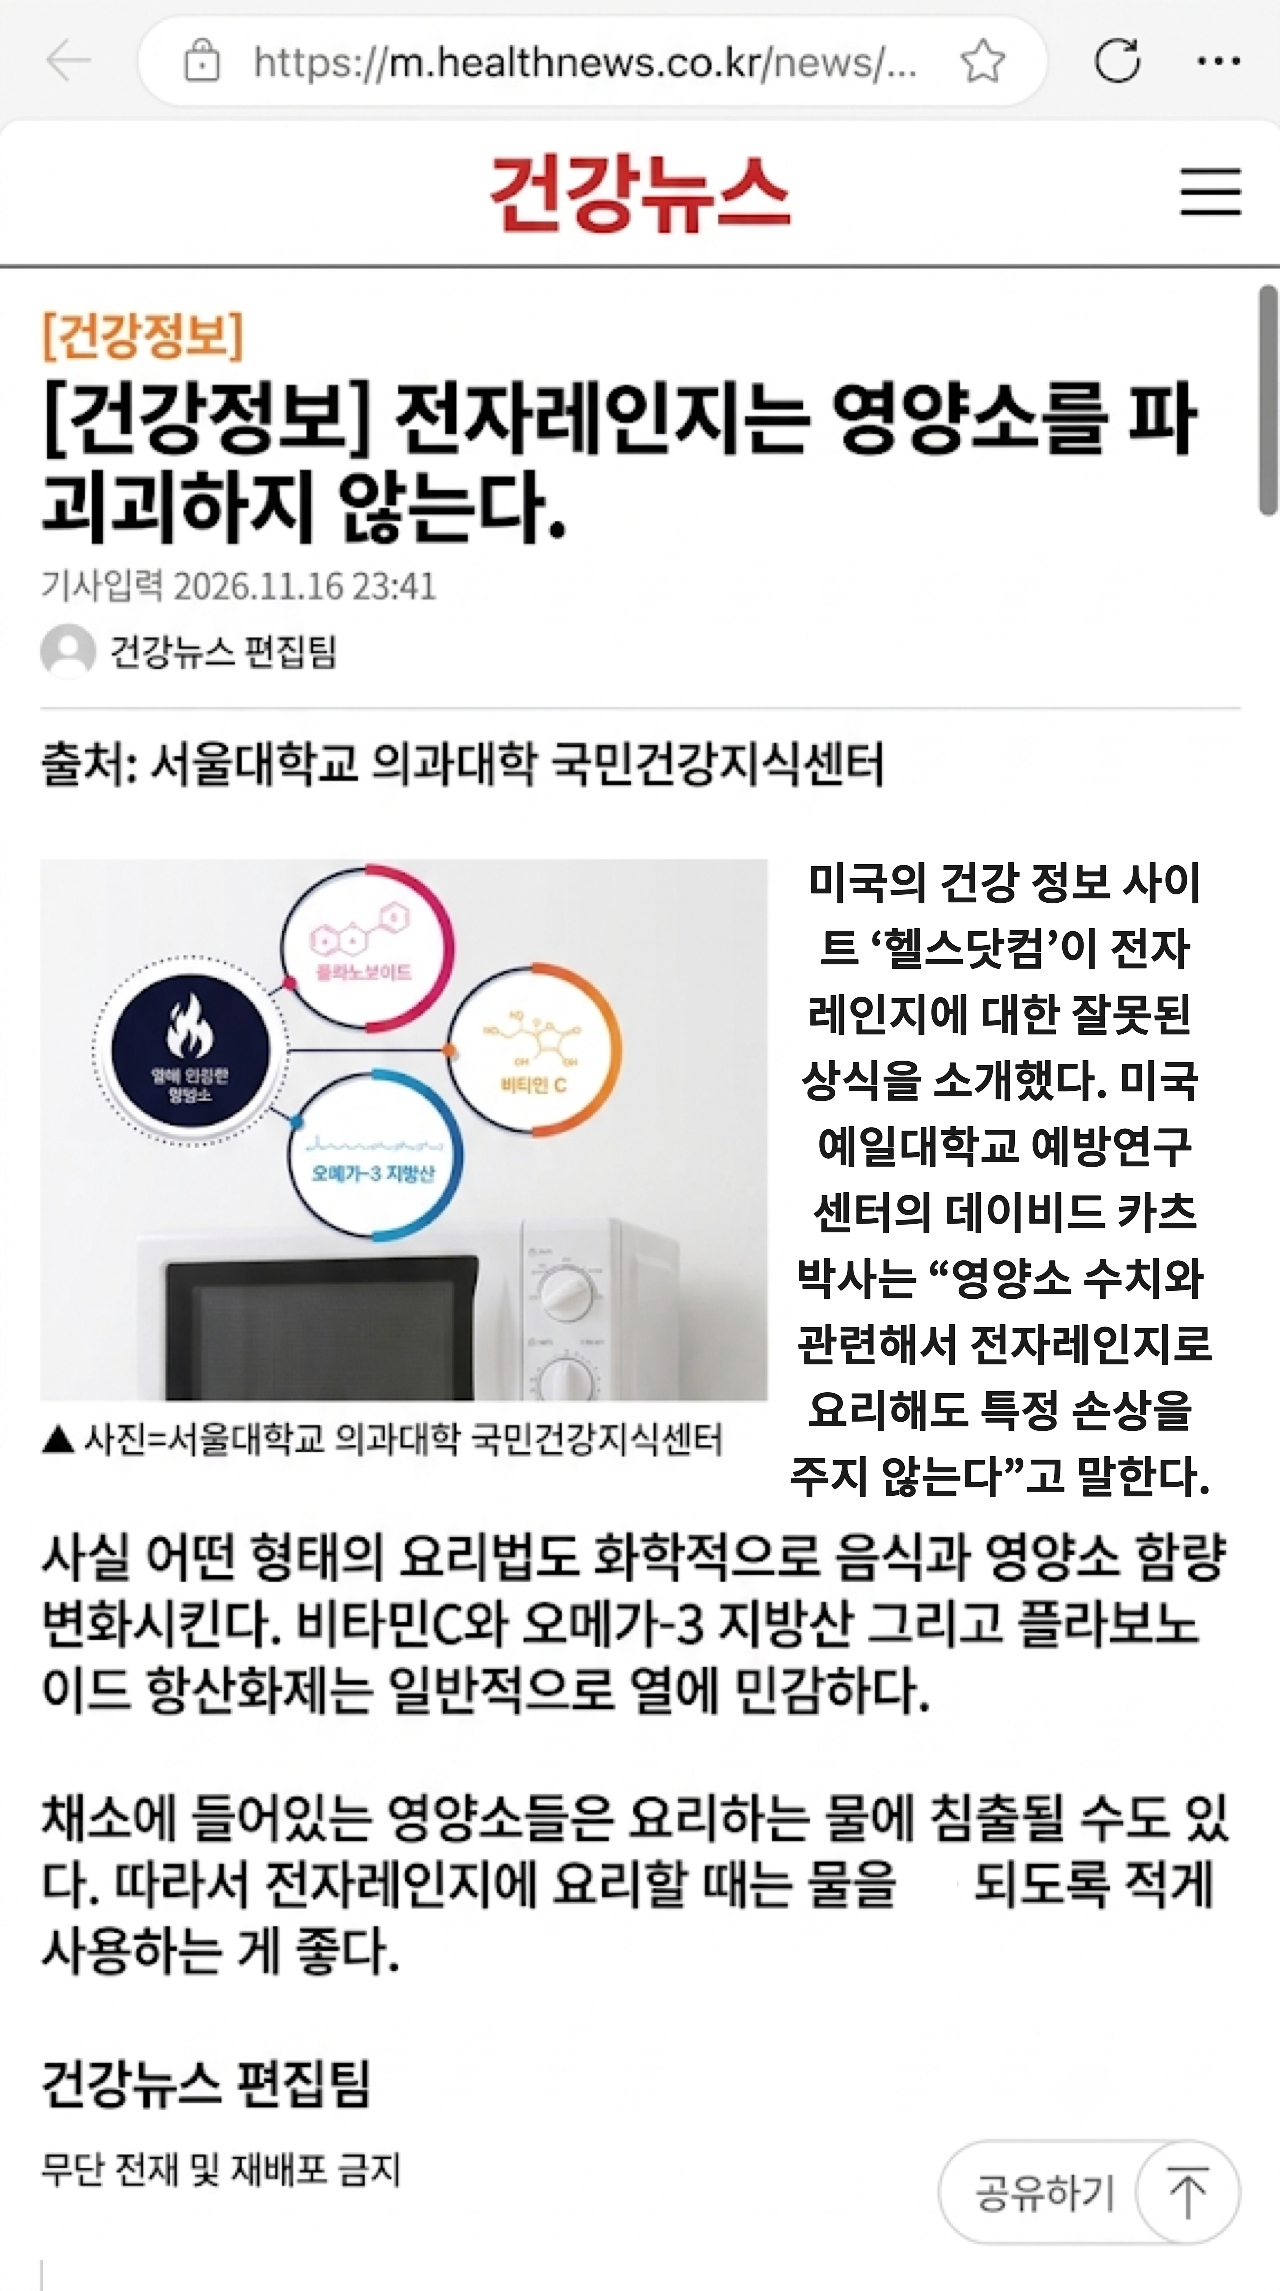 https://m.healthnews.co.kr/news/...
건강뉴스
[건강정보]
[건강정보] 전자레인지는 영양소를 파
괴괴하지 않는다.
기사입력 2026.11.16 23:41
건강뉴스 편집팀
출처: 서울대학교 의과대학 국민건강지식센터
플라노보이드
비티인 C
오메가-3 지방산
▲ 사진=서울대학교 의과대학 국민건강지식센터
미국의 건강 정보 사이
트 ‘헬스닷컴’이 전자
레인지에 대한 잘못된
상식을 소개했다. 미국
예일대학교 예방연구
센터의 데이비드 카츠
박사는 “영양소 수치와
관련해서 전자레인지로
요리해도 특정 손상을
주지 않는다”고 말한다.
사실 어떤 형태의 요리법도 화학적으로 음식과 영양소 함량
변화시킨다. 비타민C와 오메가-3 지방산 그리고 플라보노
이드 항산화제는 일반적으로 열에 민감하다.
채소에 들어있는 영양소들은 요리하는 물에 침출될 수도 있
다. 따라서 전자레인지에 요리할 때는 물을 되도록 적게
사용하는 게 좋다.
건강뉴스 편집팀
무단 전재 및 재배포 금지
공유하기